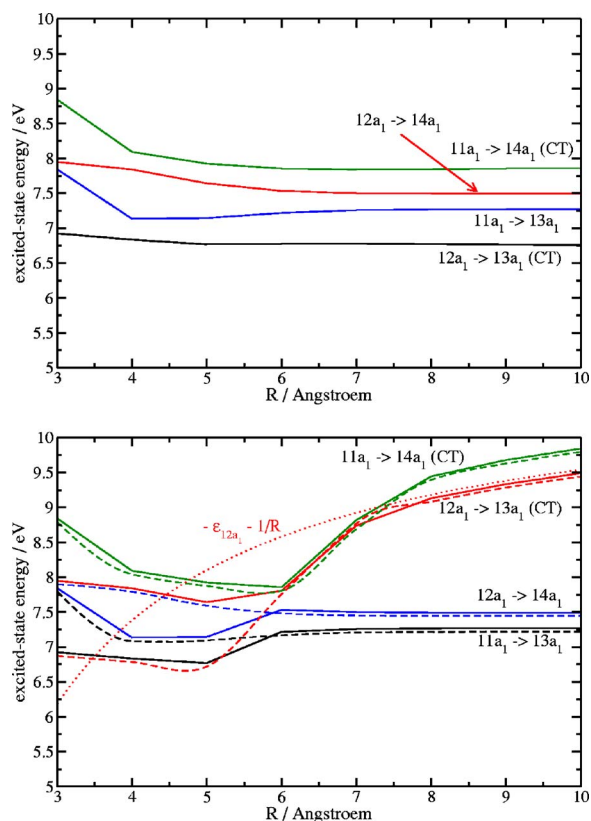 10
9.5
9
8.5
8
7.5
7
6.5
6
5.5
5
excited-state energy / eV
12a₁ -> 14a₁
11a₁ -> 14a₁ (CT)
11a₁ -> 13a₁
12a₁ -> 13a₁ (CT)
3 4 5 6 7 8 9 10
R / Angstroem
10
9.5
9
8.5
8
7.5
7
6.5
6
5.5
5
excited-state energy / eV
11a₁ -> 14a₁ (CT)
12a₁ -> 13a₁ (CT)
- ε₁₂ₐ₁ - 1/R
12a₁ -> 14a₁
11a₁ -> 13a₁
3 4 5 6 7 8 9 10
R / Angstroem